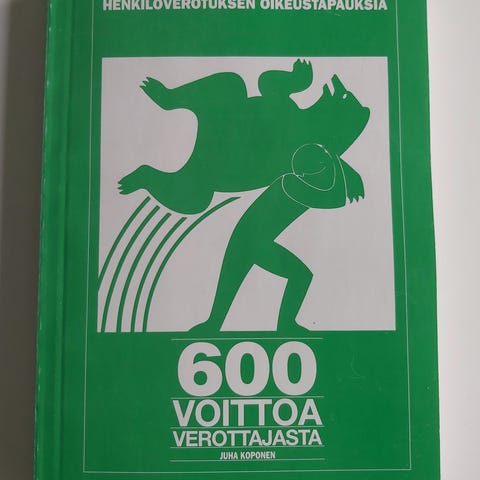 HENKILÖVEROTUKSEN OIKEUSTAPAUKSIA
600
VOITTOA
VEROTTAJASTA
JUHA KOPONEN